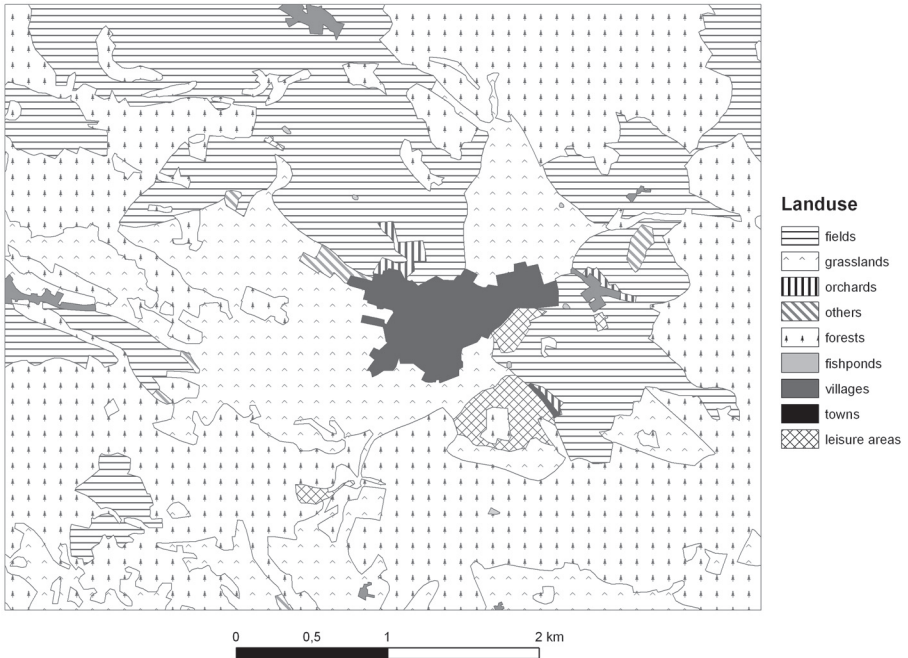 Landuse
fields
grasslands
orchards
others
forests
fishponds
villages
towns
leisure areas
0 0,5 1 2 km